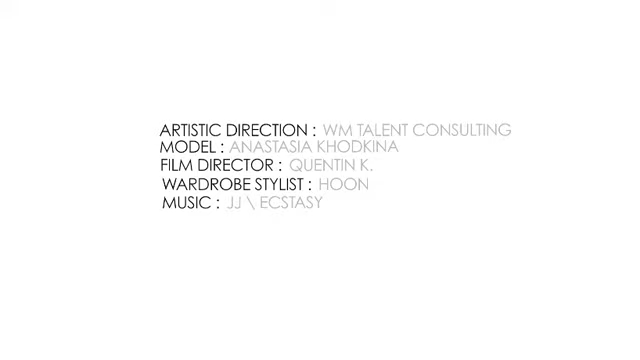 ARTISTIC DIRECTION : WM TALENT CONSULTING
MODEL : ANASTASIA KHODKINA
FILM DIRECTOR : QUENTIN K.
WARDROBE STYLIST : HOON
MUSIC : JJ \ ECSTASY